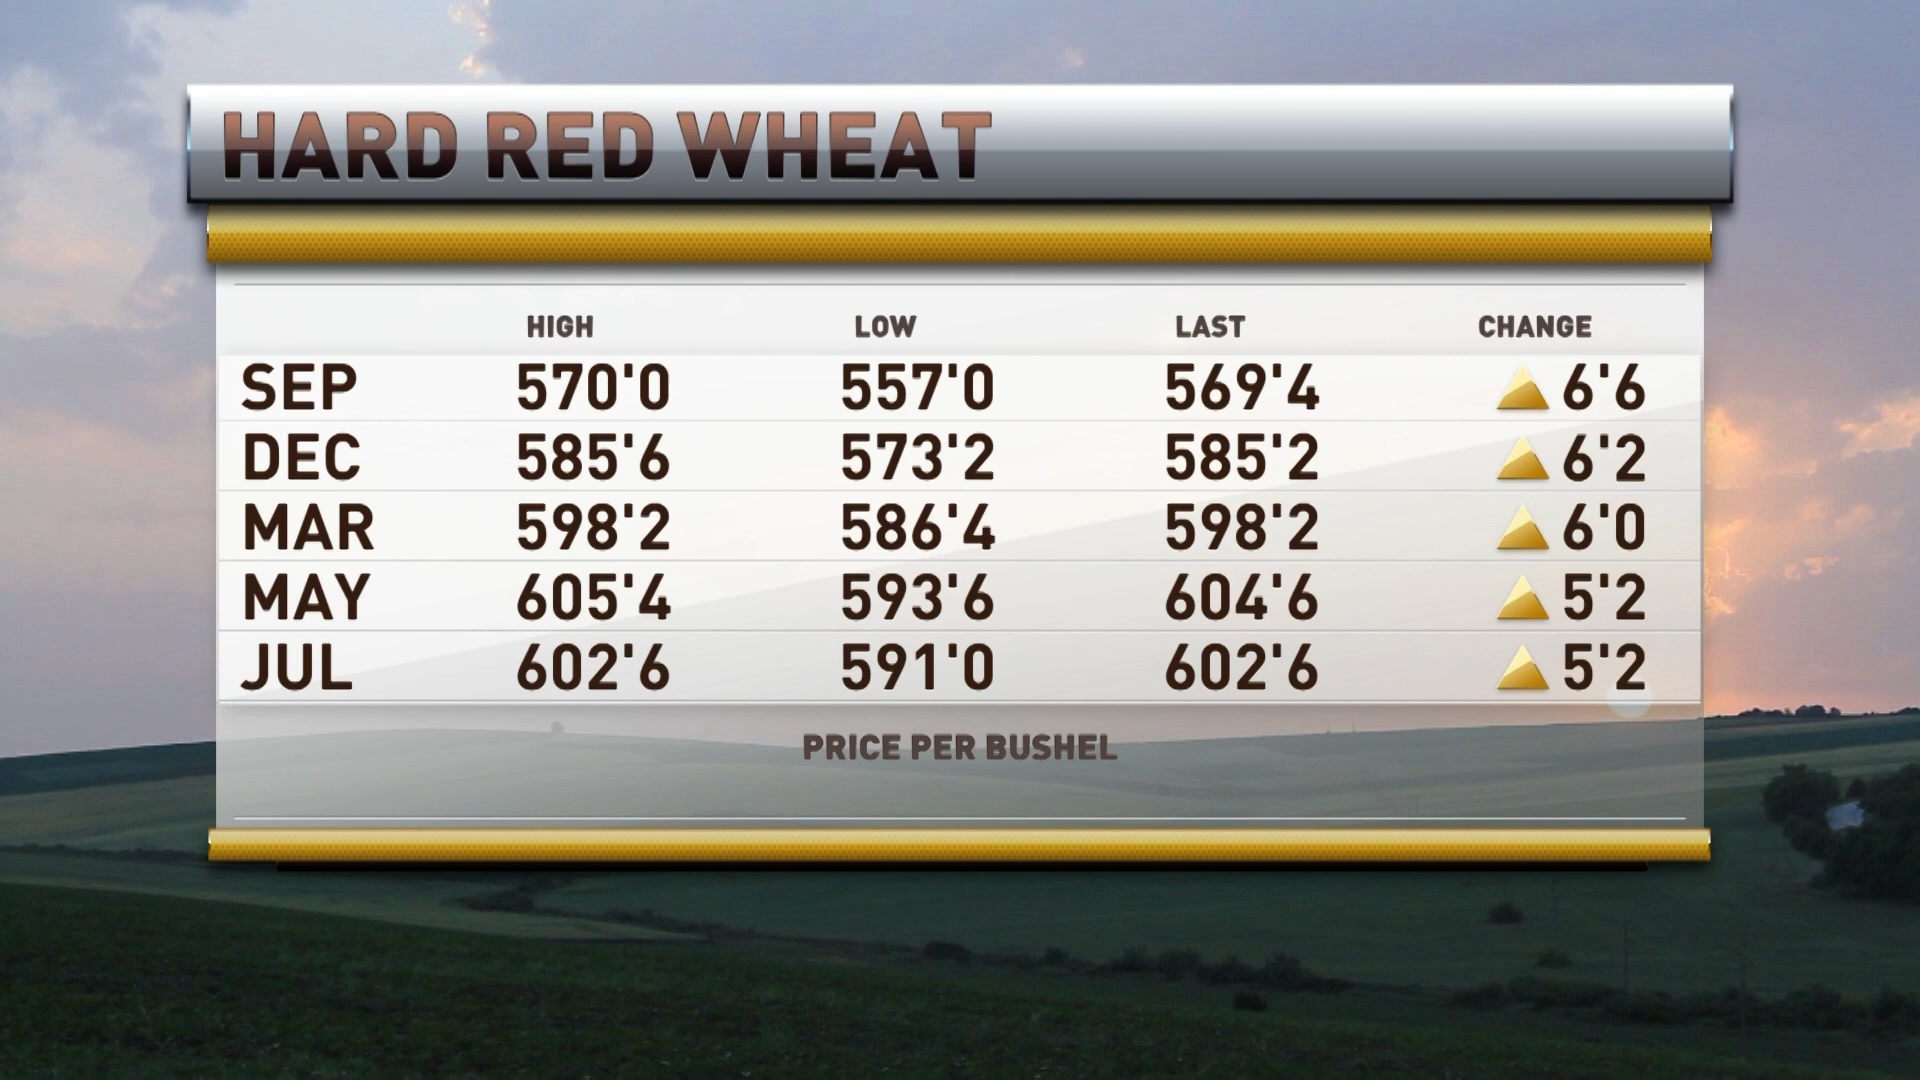 HARD RED WHEAT
HIGH LOW LAST CHANGE
SEP 570'0 557'0 569'4 6'6
DEC 585'6 573'2 585'2 6'2
MAR 598'2 586'4 598'2 6'0
MAY 605'4 593'6 604'6 5'2
JUL 602'6 591'0 602'6 5'2
PRICE PER BUSHEL